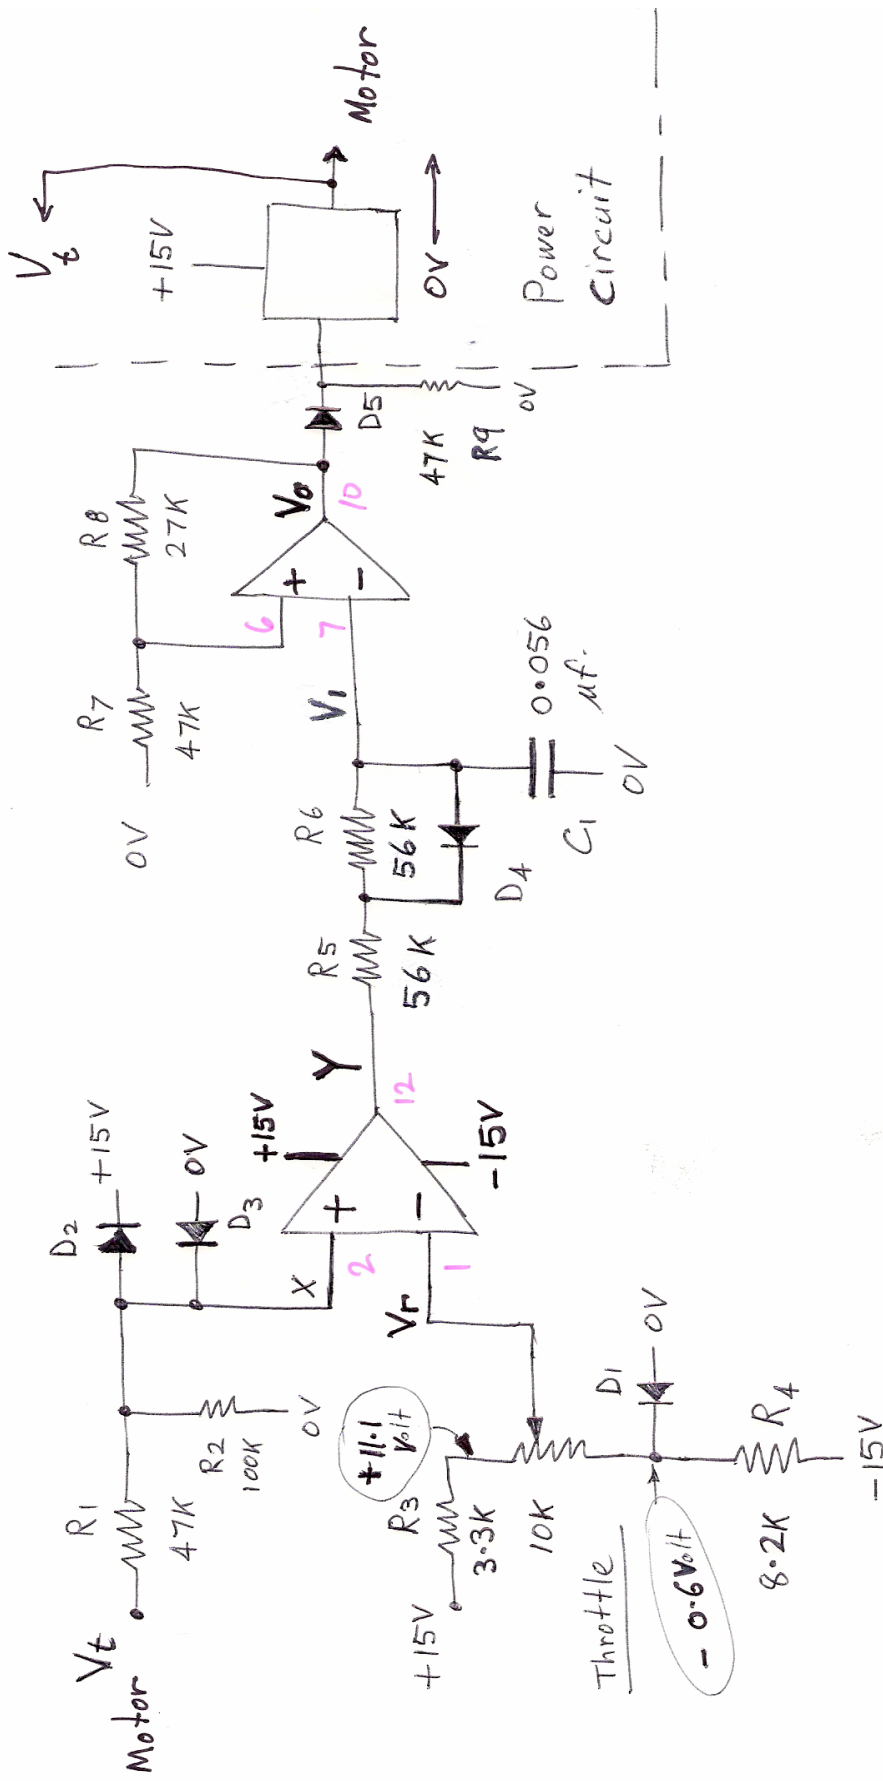 Vt
Motor
R1
47K
R2
100K
0V
D2
+15V
D3
0V
X
2
+
-
1
Vr
+15V
-15V
Y
12
+15V
R3
3.3K
+11.1
Volt
10K
Throttle
- 0.6 Volt
D1
0V
R4
8.2K
-15V
R5
56K
R6
56K
D4
C1
0.056
µf.
0V
V1
0V
R7
47K
R8
27K
6
7
+
-
Vo
10
D5
47K
R9
0V
Vt
+15V
Motor
0V
Power
Circuit